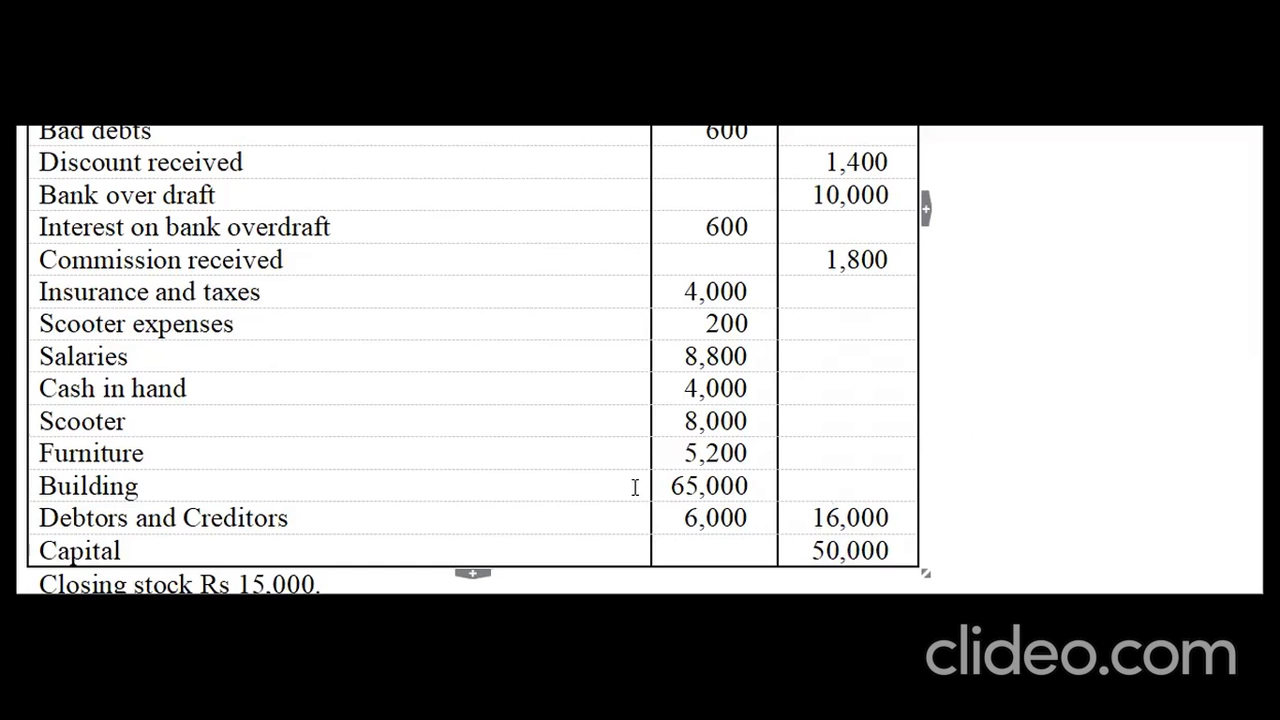 Bad debts 600
Discount received 1,400
Bank over draft 10,000
Interest on bank overdraft 600
Commission received 1,800
Insurance and taxes 4,000
Scooter expenses 200
Salaries 8,800
Cash in hand 4,000
Scooter 8,000
Furniture 5,200
Building 65,000
Debtors and Creditors 6,000 16,000
Capital 50,000
Closing stock Rs 15,000.
clideo.com